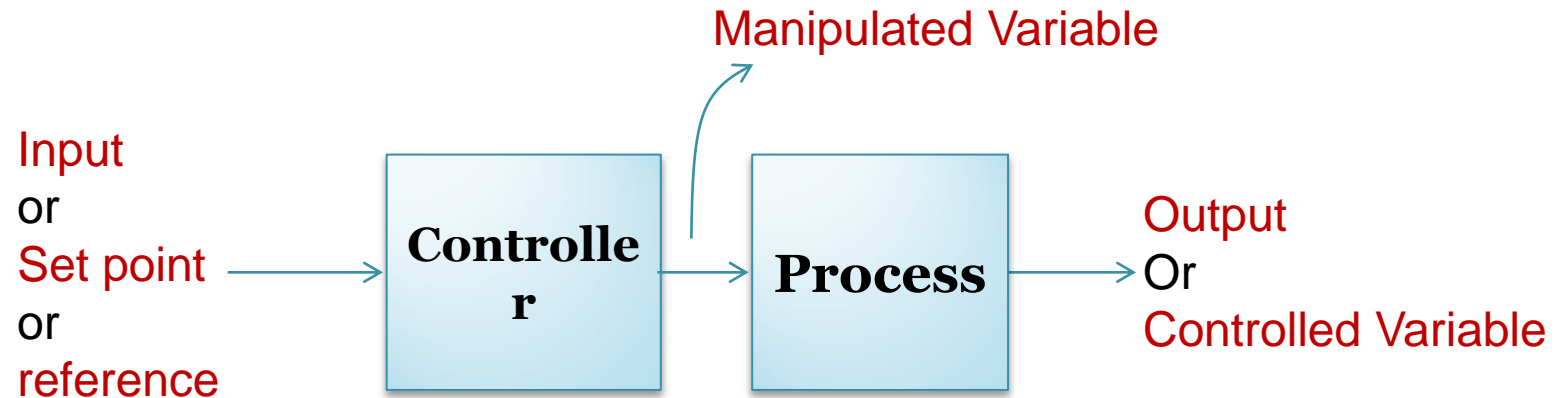 Manipulated Variable
Input
or
Set point
or
reference
Controlle
r
Process
Output
Or
Controlled Variable